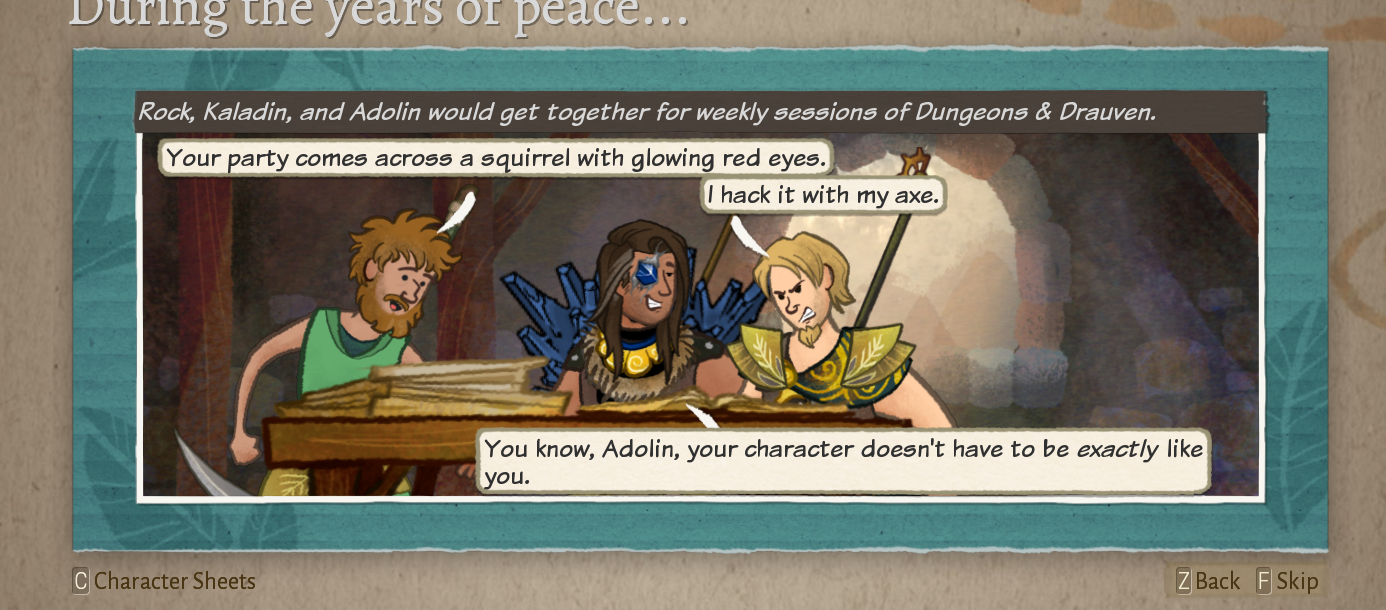 During the years of peace...
Rock, Kaladin, and Adolin would get together for weekly sessions of Dungeons & Drauven.
Your party comes across a squirrel with glowing red eyes.
I hack it with my axe.
You know, Adolin, your character doesn't have to be exactly like
you.
C Character Sheets
Z Back F Skip